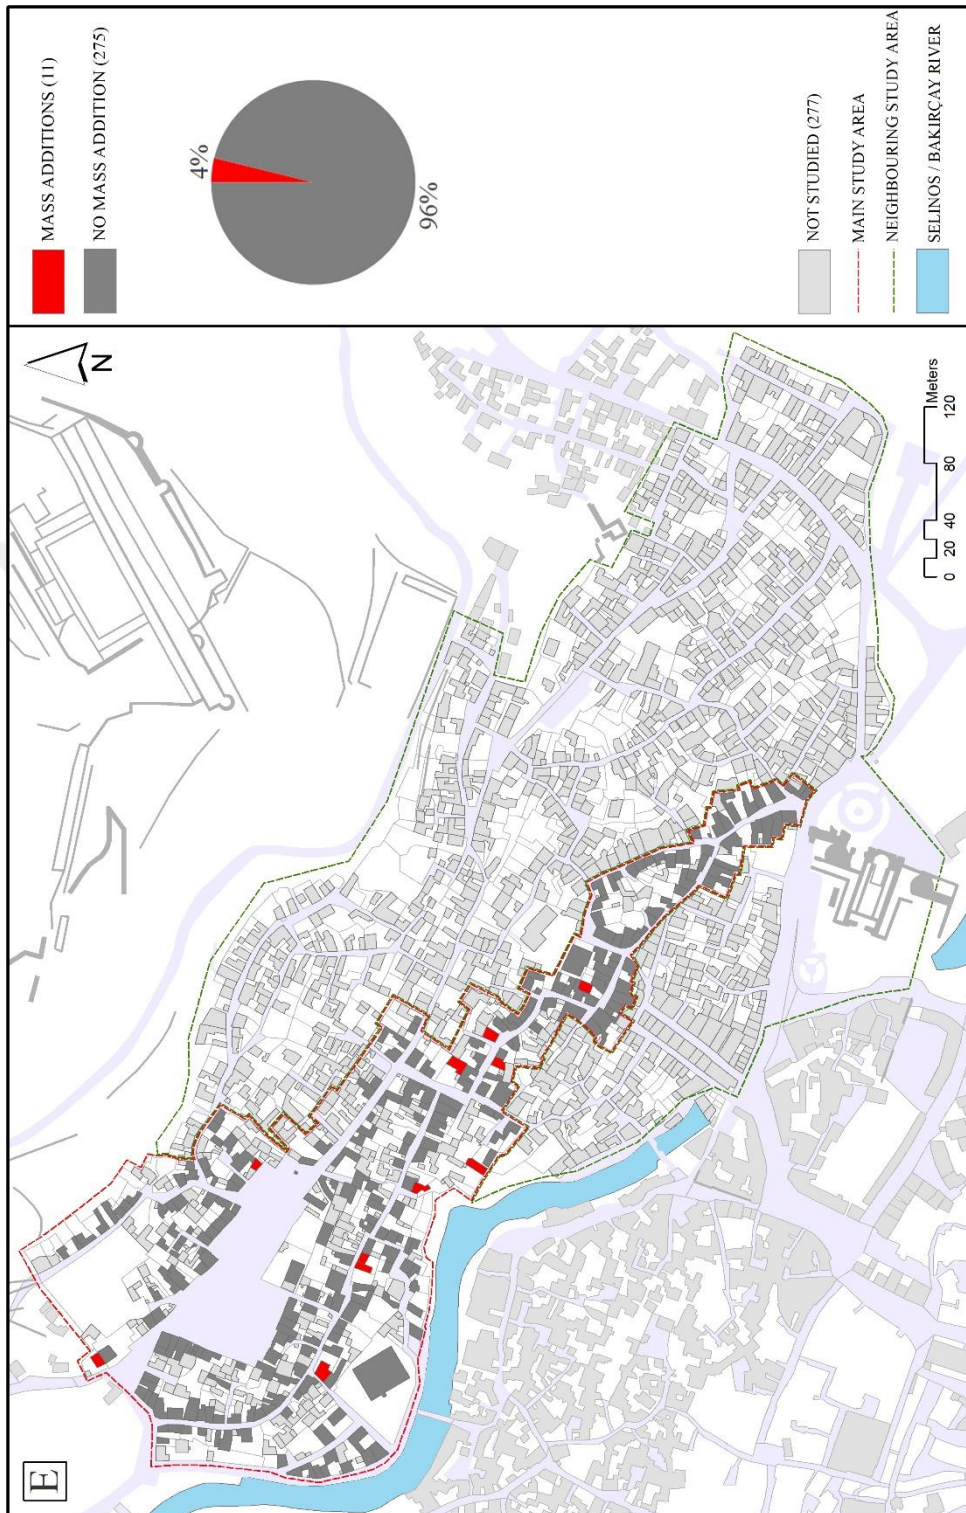 E
N
0 20 40 80 120
Meters
MASS ADDITIONS (11)
NO MASS ADDITION (275)
4%
96%
NOT STUDIED (277)
MAIN STUDY AREA
NEIGHBOURING STUDY AREA
SELINOS / BAKIRÇAY RIVER